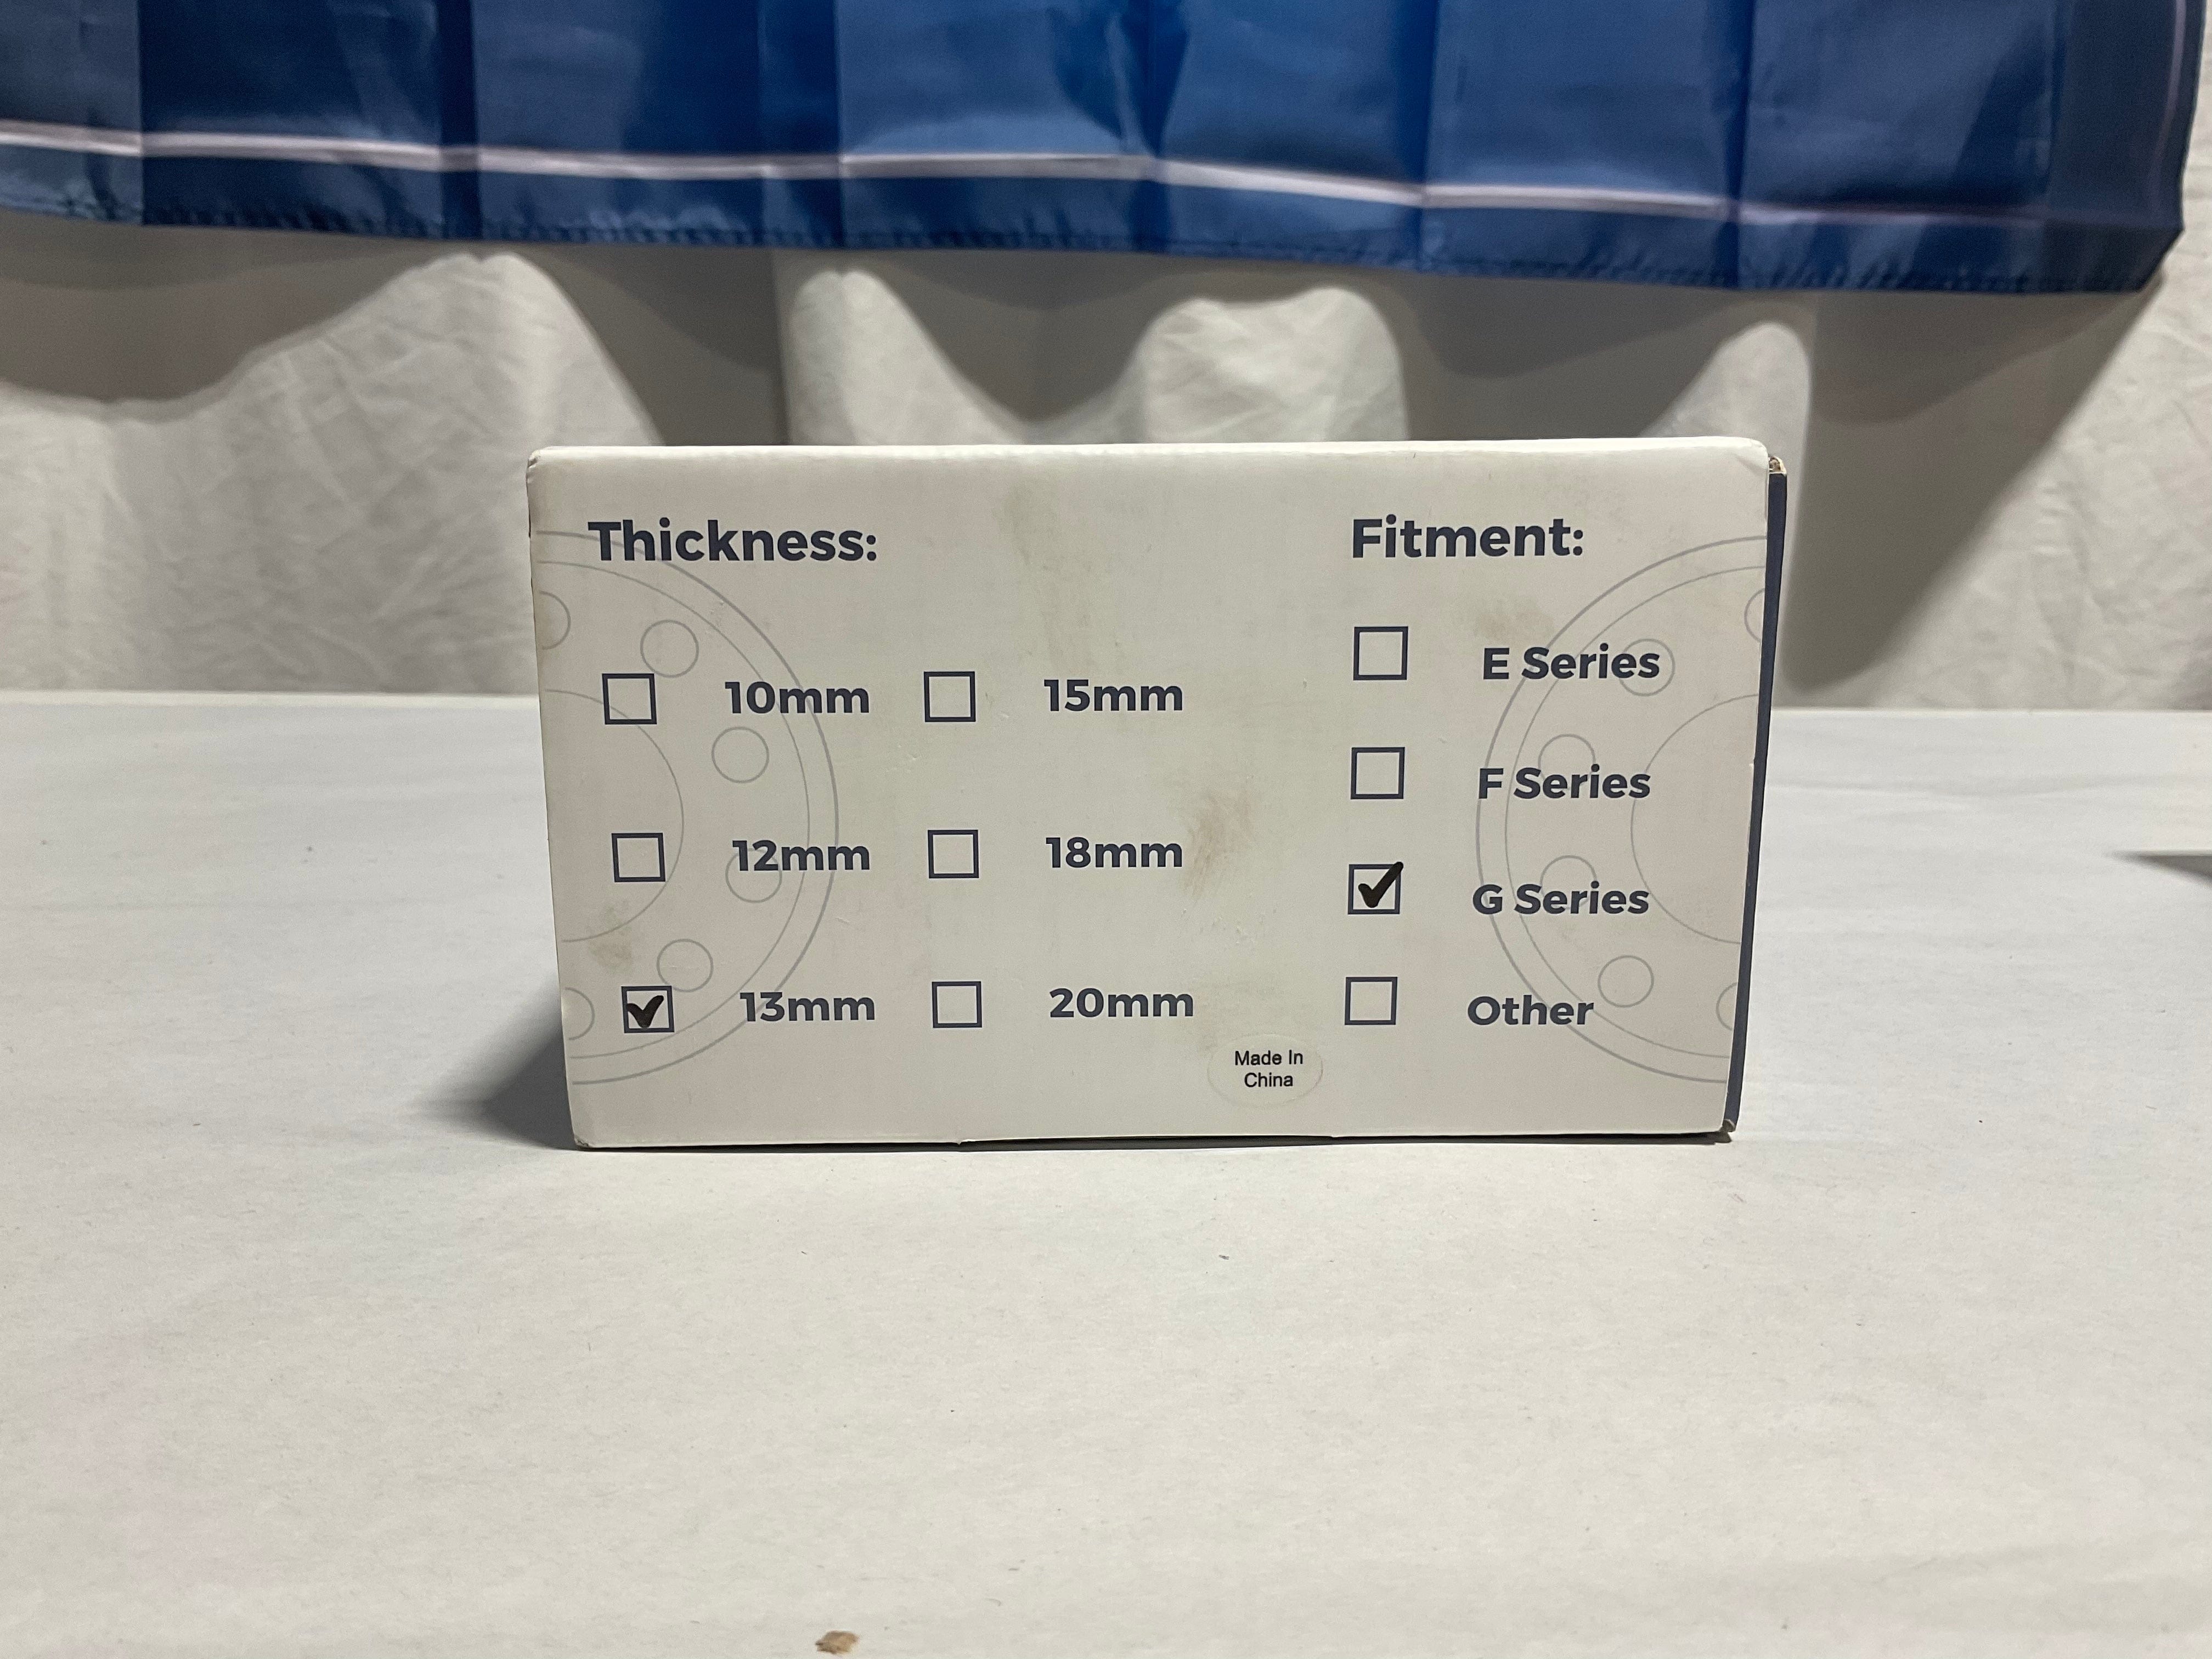 Thickness:
10mm
15mm
12mm
18mm
13mm
20mm
Fitment:
E Series
F Series
G Series
Other
Made In
China